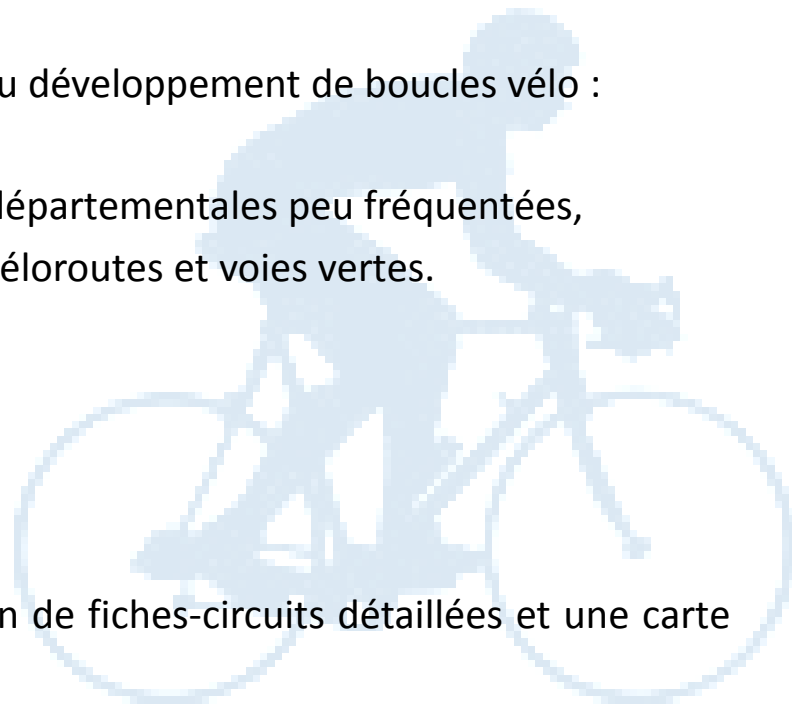 u développement de boucles vélo :
départementales peu fréquentées,
éloroutes et voies vertes.
n de fiches-circuits détaillées et une carte